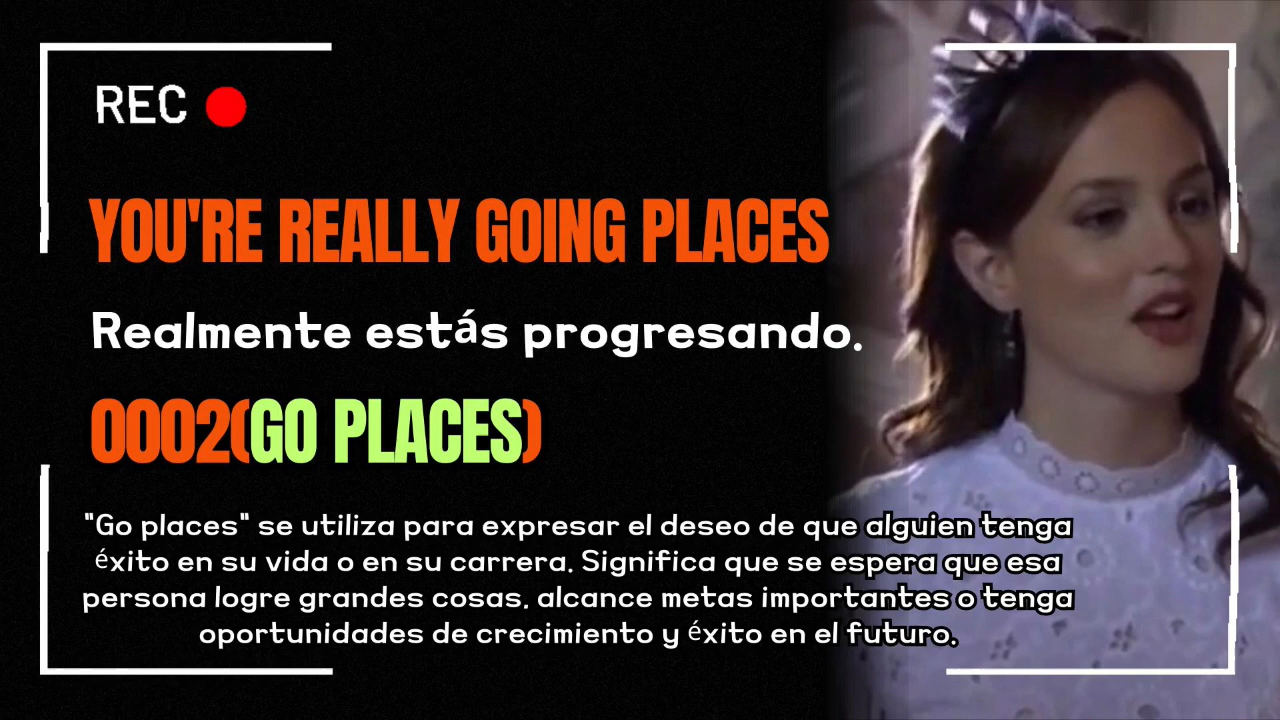 REC
YOU'RE REALLY GOING PLACES
Realmente estás progresando.
0002(GO PLACES)
"Go places" se utiliza para expresar el deseo de que alguien tenga
éxito en su vida o en su carrera. Significa que se espera que esa
persona logre grandes cosas, alcance metas importantes o tenga
oportunidades de crecimiento y éxito en el futuro.